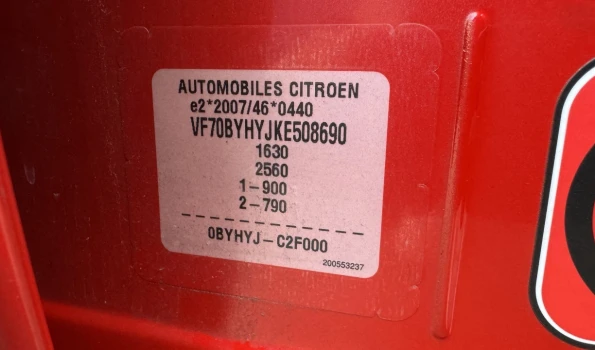 AUTOMOBILES CITROEN
e2*2007/46*0440
VF70BYHYJKE508690
1630
2560
1-900
2-790
0BYHYJ-C2F000
200553237